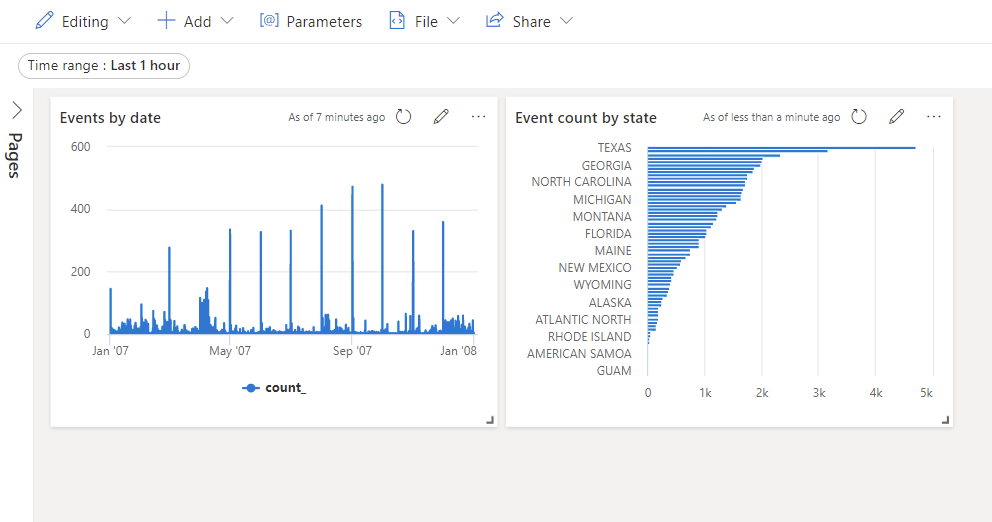 Editing Add [@] Parameters File Share
Time range : Last 1 hour
Pages
Events by date As of 7 minutes ago
600
400
200
0
Jan '07 May '07 Sep '07 Jan '08
count_
Event count by state As of less than a minute ago
TEXAS
GEORGIA
NORTH CAROLINA
MICHIGAN
MONTANA
FLORIDA
MAINE
NEW MEXICO
WYOMING
ALASKA
ATLANTIC NORTH
RHODE ISLAND
AMERICAN SAMOA
GUAM
0 1k 2k 3k 4k 5k